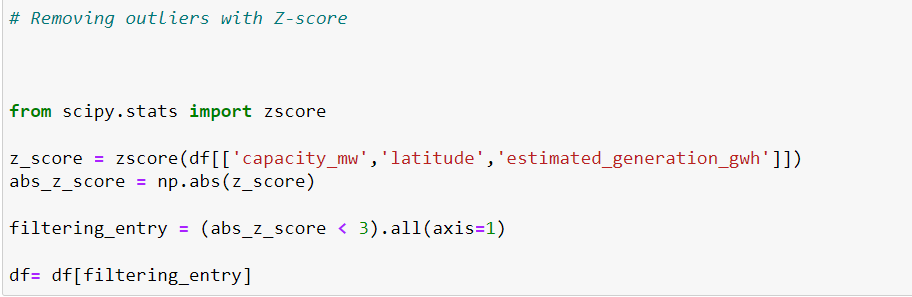 # Removing outliers with Z-score
from scipy.stats import zscore
z_score = zscore(df[['capacity_mw','latitude','estimated_generation_gwh']])
abs_z_score = np.abs(z_score)
filtering_entry = (abs_z_score < 3).all(axis=1)
df= df[filtering_entry]